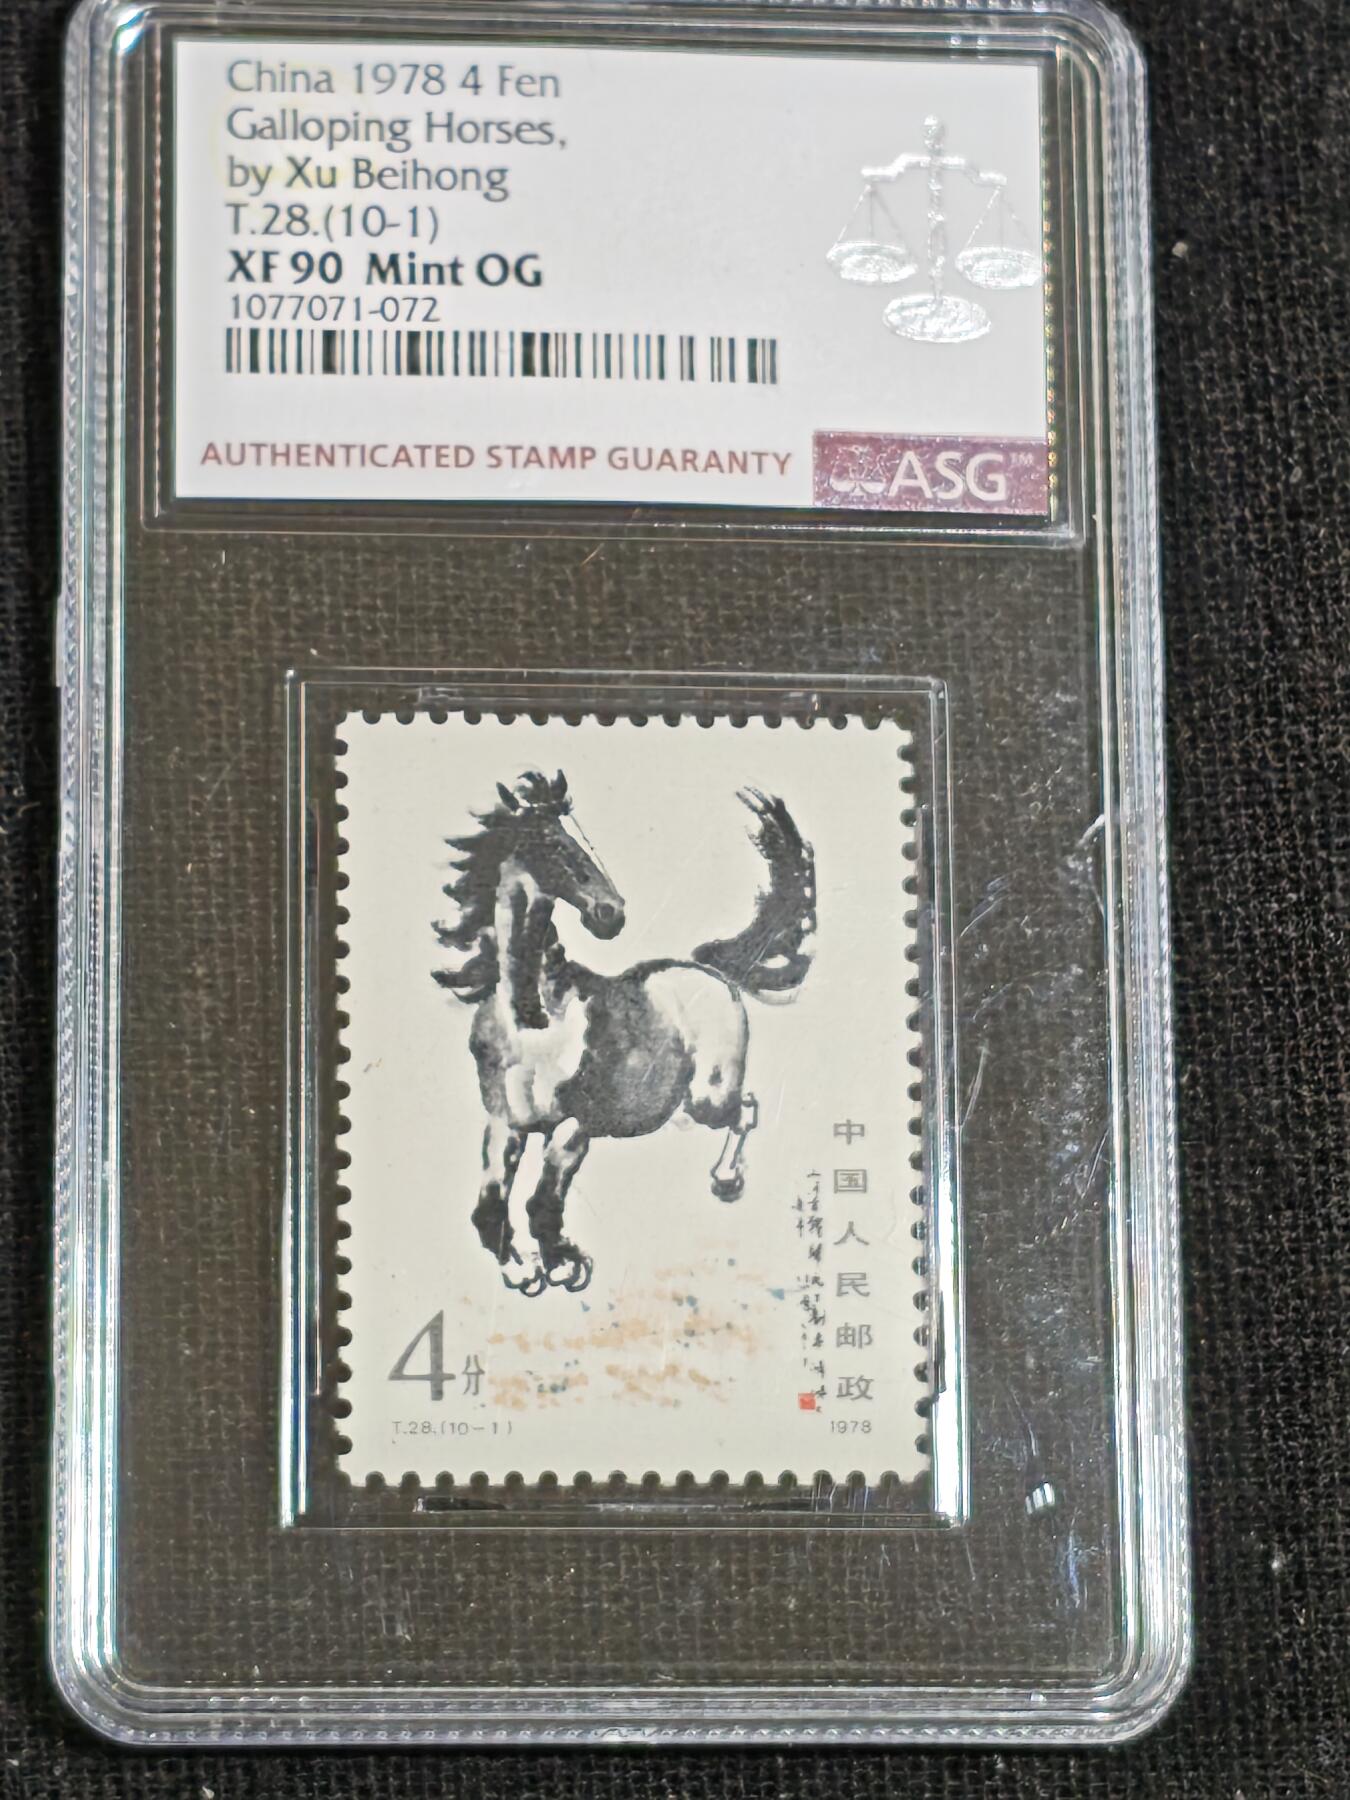 China 1978 4 Fen
Galloping Horses,
by Xu Beihong
T.28.(10-1)
XF 90 Mint OG
1077071-072
AUTHENTICATED STAMP GUARANTY
ASG™
中国人民邮政
4分
T.28.(10-1)
1978